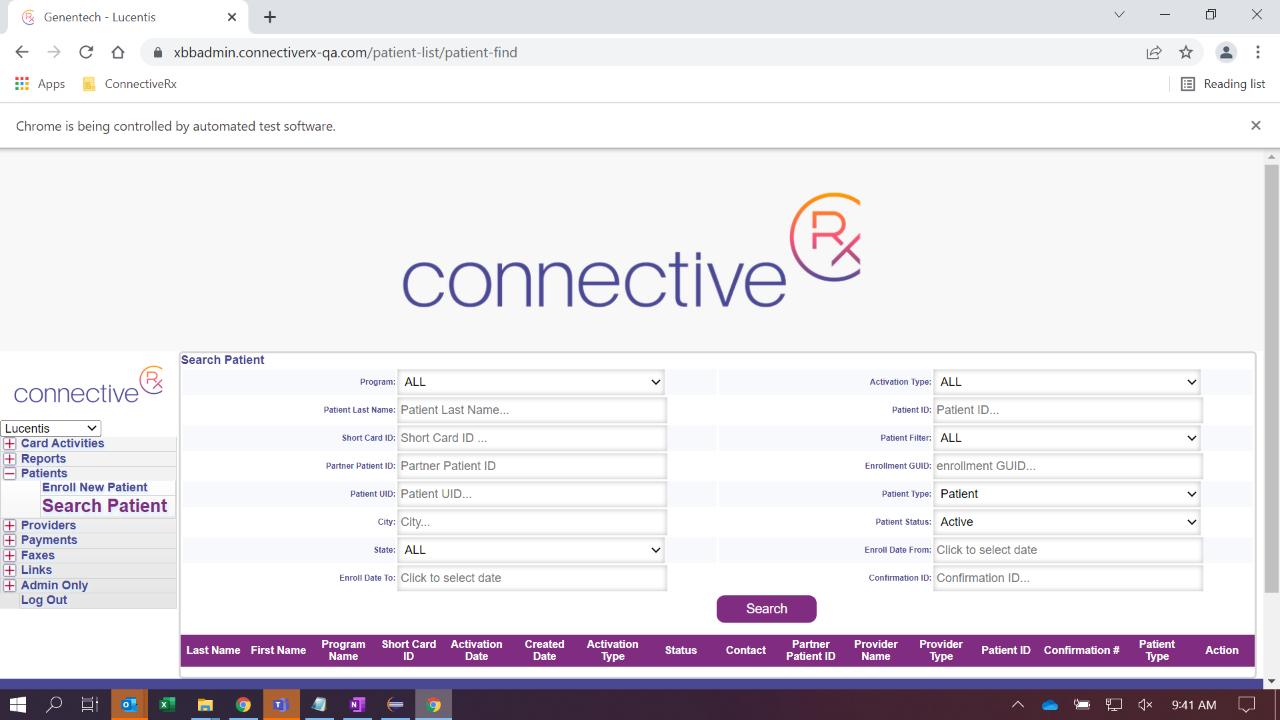 Genentech - Lucentis
xbbadmin.connectiverx-qa.com/patient-list/patient-find
Apps ConnectiveRx Reading list
Chrome is being controlled by automated test software.
connective Rx
connective Rx
Lucentis
Card Activities
Reports
Patients
Enroll New Patient
Search Patient
Providers
Payments
Faxes
Links
Admin Only
Log Out
Search Patient
Program: ALL Activation Type: ALL
Patient Last Name: Patient Last Name... Patient ID: Patient ID...
Short Card ID: Short Card ID ... Patient Filter: ALL
Partner Patient ID: Partner Patient ID Enrollment GUID: enrollment GUID...
Patient UID: Patient UID... Patient Type: Patient
City: City... Patient Status: Active
State: ALL Enroll Date From: Click to select date
Enroll Date To: Click to select date Confirmation ID: Confirmation ID...
Search
Last Name First Name Program Name Short Card ID Activation Date Created Date Activation Type Status Contact Partner Patient ID Provider Name Provider Type Patient ID Confirmation # Patient Type Action
9:41 AM